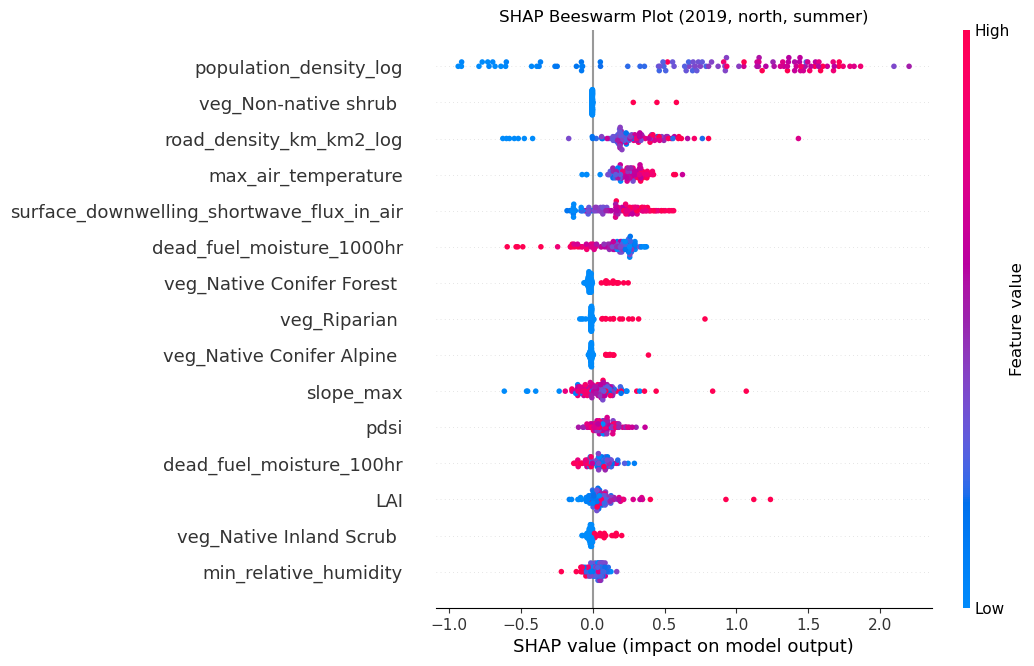 SHAP Beeswarm Plot (2019, north, summer)
High
population_density_log
veg_Non-native shrub
road_density_km_km2_log
max_air_temperature
surface_downwelling_shortwave_flux_in_air
dead_fuel_moisture_1000hr
veg_Native Conifer Forest
veg_Riparian
veg_Native Conifer Alpine
slope_max
pdsi
dead_fuel_moisture_100hr
LAI
veg_Native Inland Scrub
min_relative_humidity
Feature value
Low
−1.0 −0.5 0.0 0.5 1.0 1.5 2.0
SHAP value (impact on model output)